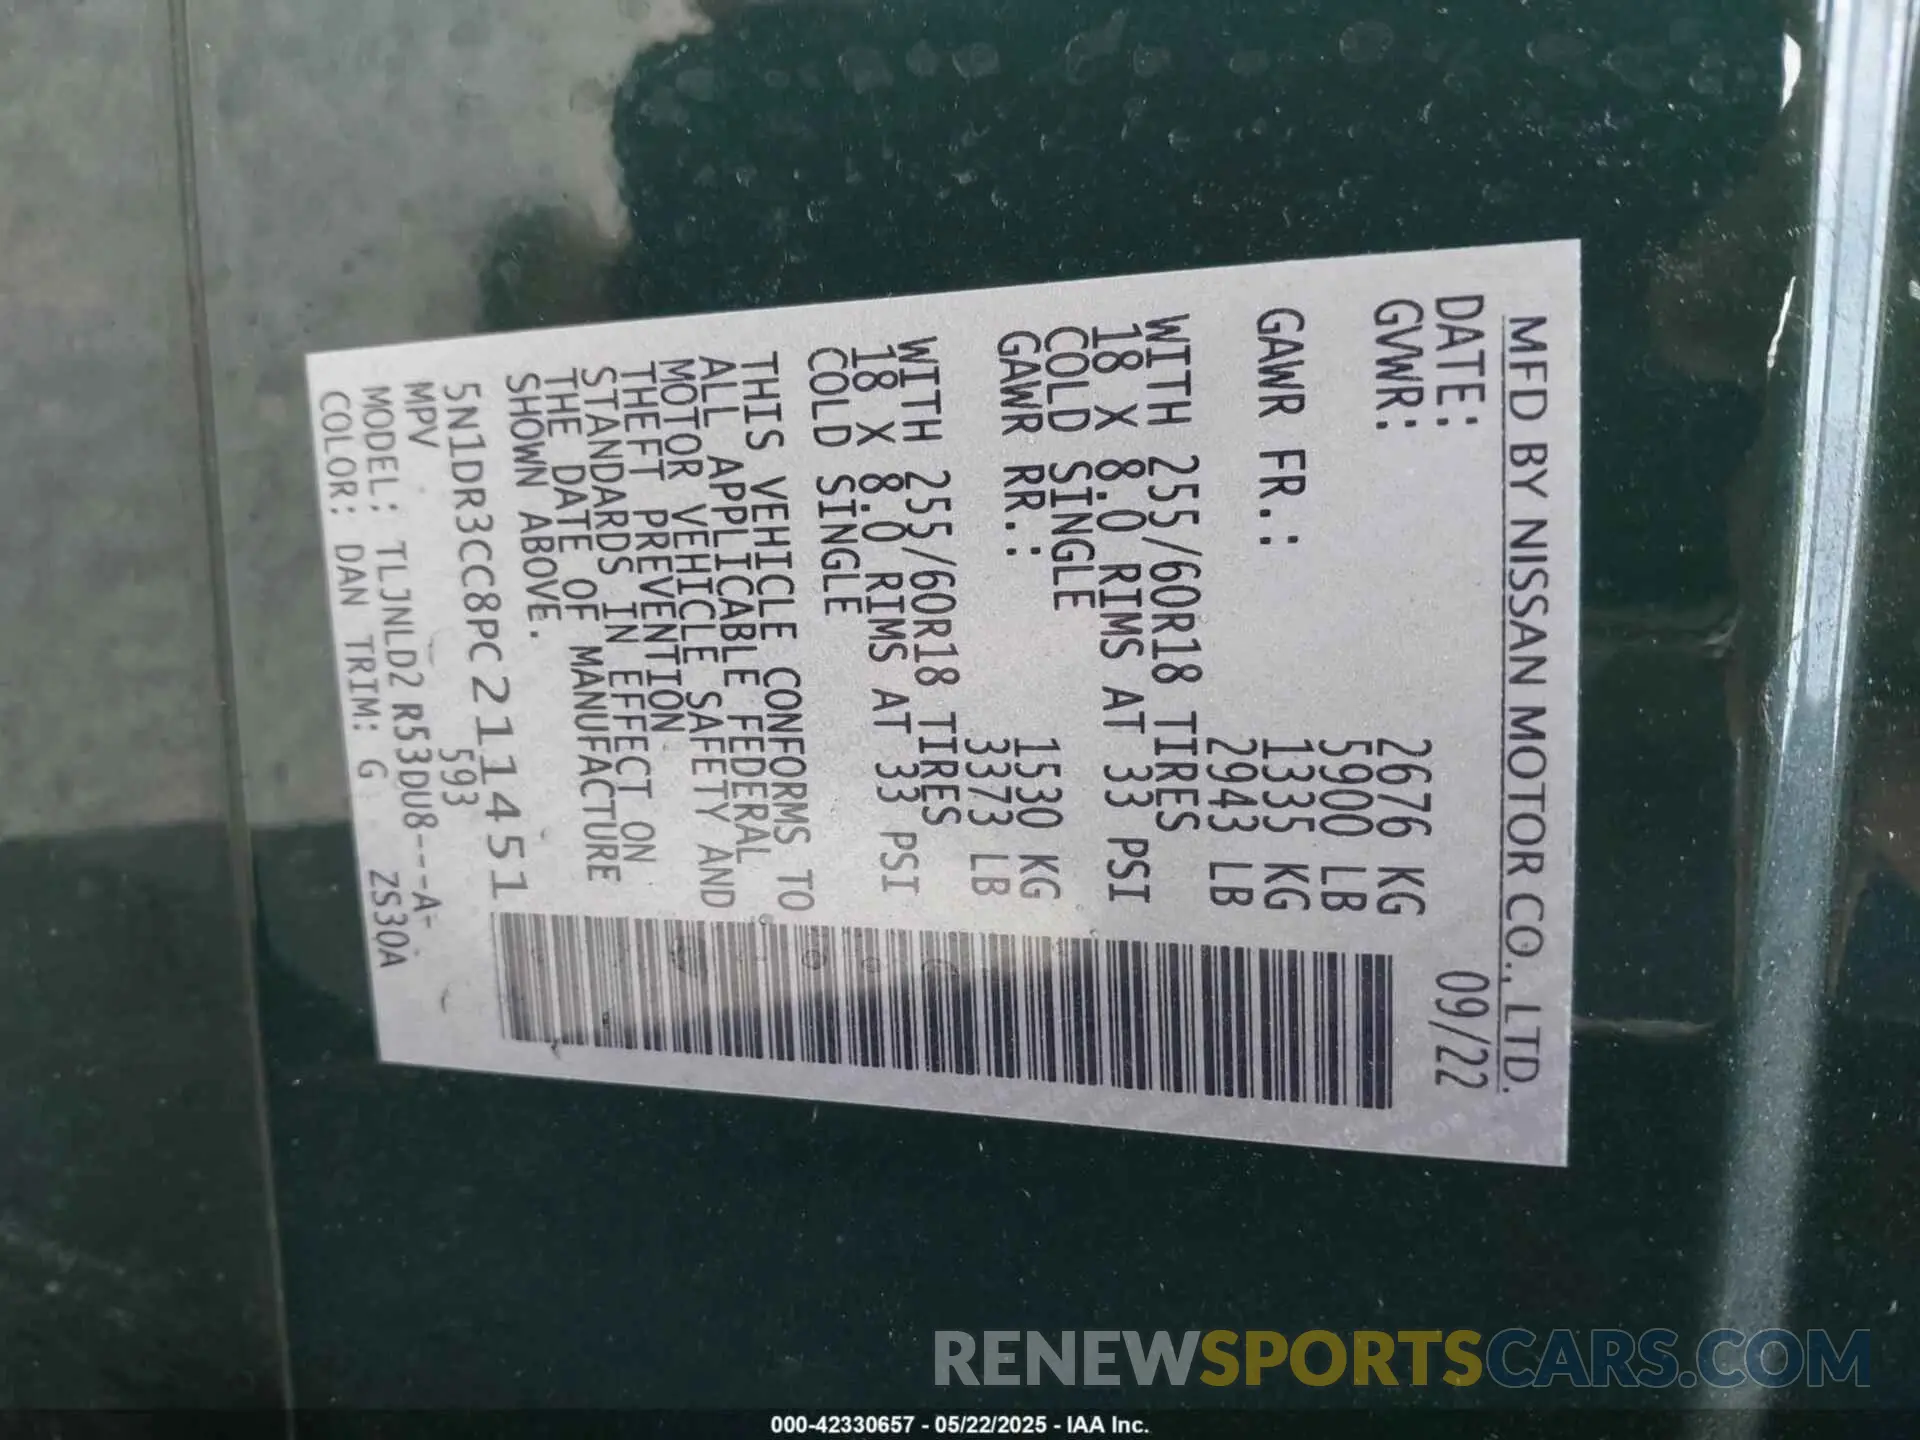 MFD BY NISSAN MOTOR CO., LTD.
DATE: 09/22
GVWR: 2676 KG
5900 LB
GAWR FR.: 1335 KG
2943 LB
WITH 255/60R18 TIRES
18 X 8.0 RIMS AT 33 PSI
COLD SINGLE
GAWR RR.: 1530 KG
3373 LB
WITH 255/60R18 TIRES
18 X 8.0 RIMS AT 33 PSI
COLD SINGLE
THIS VEHICLE CONFORMS TO
ALL APPLICABLE FEDERAL
MOTOR VEHICLE SAFETY AND
THEFT PREVENTION
STANDARDS IN EFFECT ON
THE DATE OF MANUFACTURE
SHOWN ABOVE.
5N1DR3CC8PC211451
MPV 593
MODEL: TLJNLD2 R53DU8---A-
COLOR: DAN TRIM: G ZS30A
RENEWSPORTSCARS.COM
000-42330657 - 05/22/2025 - IAA Inc.